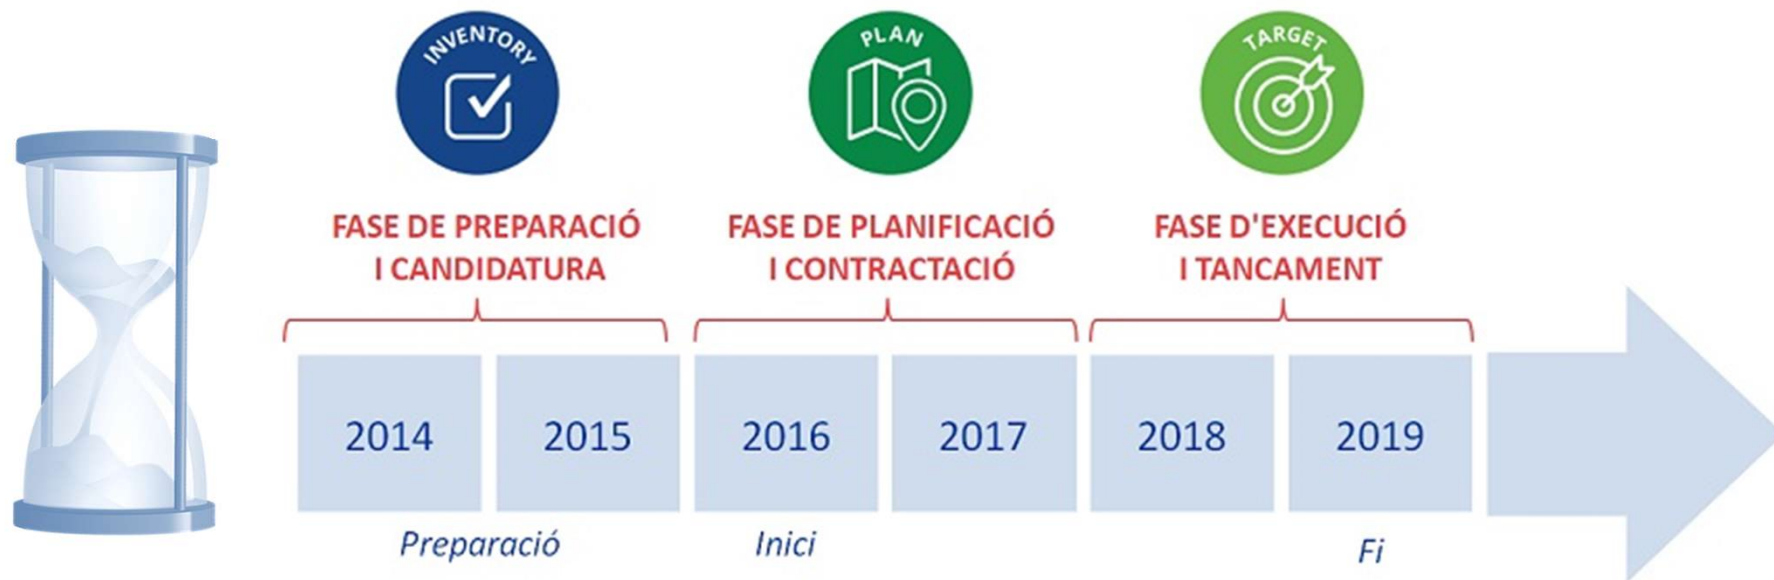 INVENTORY
PLAN
TARGET
FASE DE PREPARACIÓ
I CANDIDATURA
FASE DE PLANIFICACIÓ
I CONTRACTACIÓ
FASE D'EXECUCIÓ
I TANCAMENT
2014
2015
2016
2017
2018
2019
Preparació
Inici
Fi